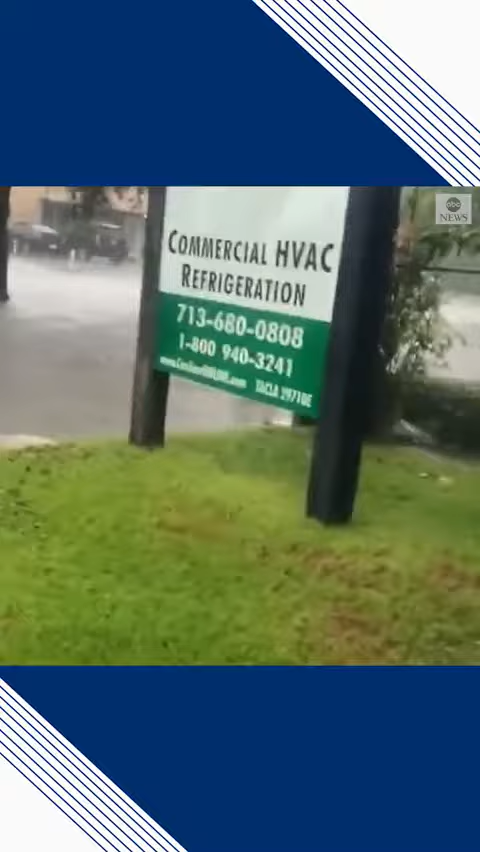 abc
NEWS
COMMERCIAL HVAC
REFRIGERATION
713-680-0808
1-800 940-3241